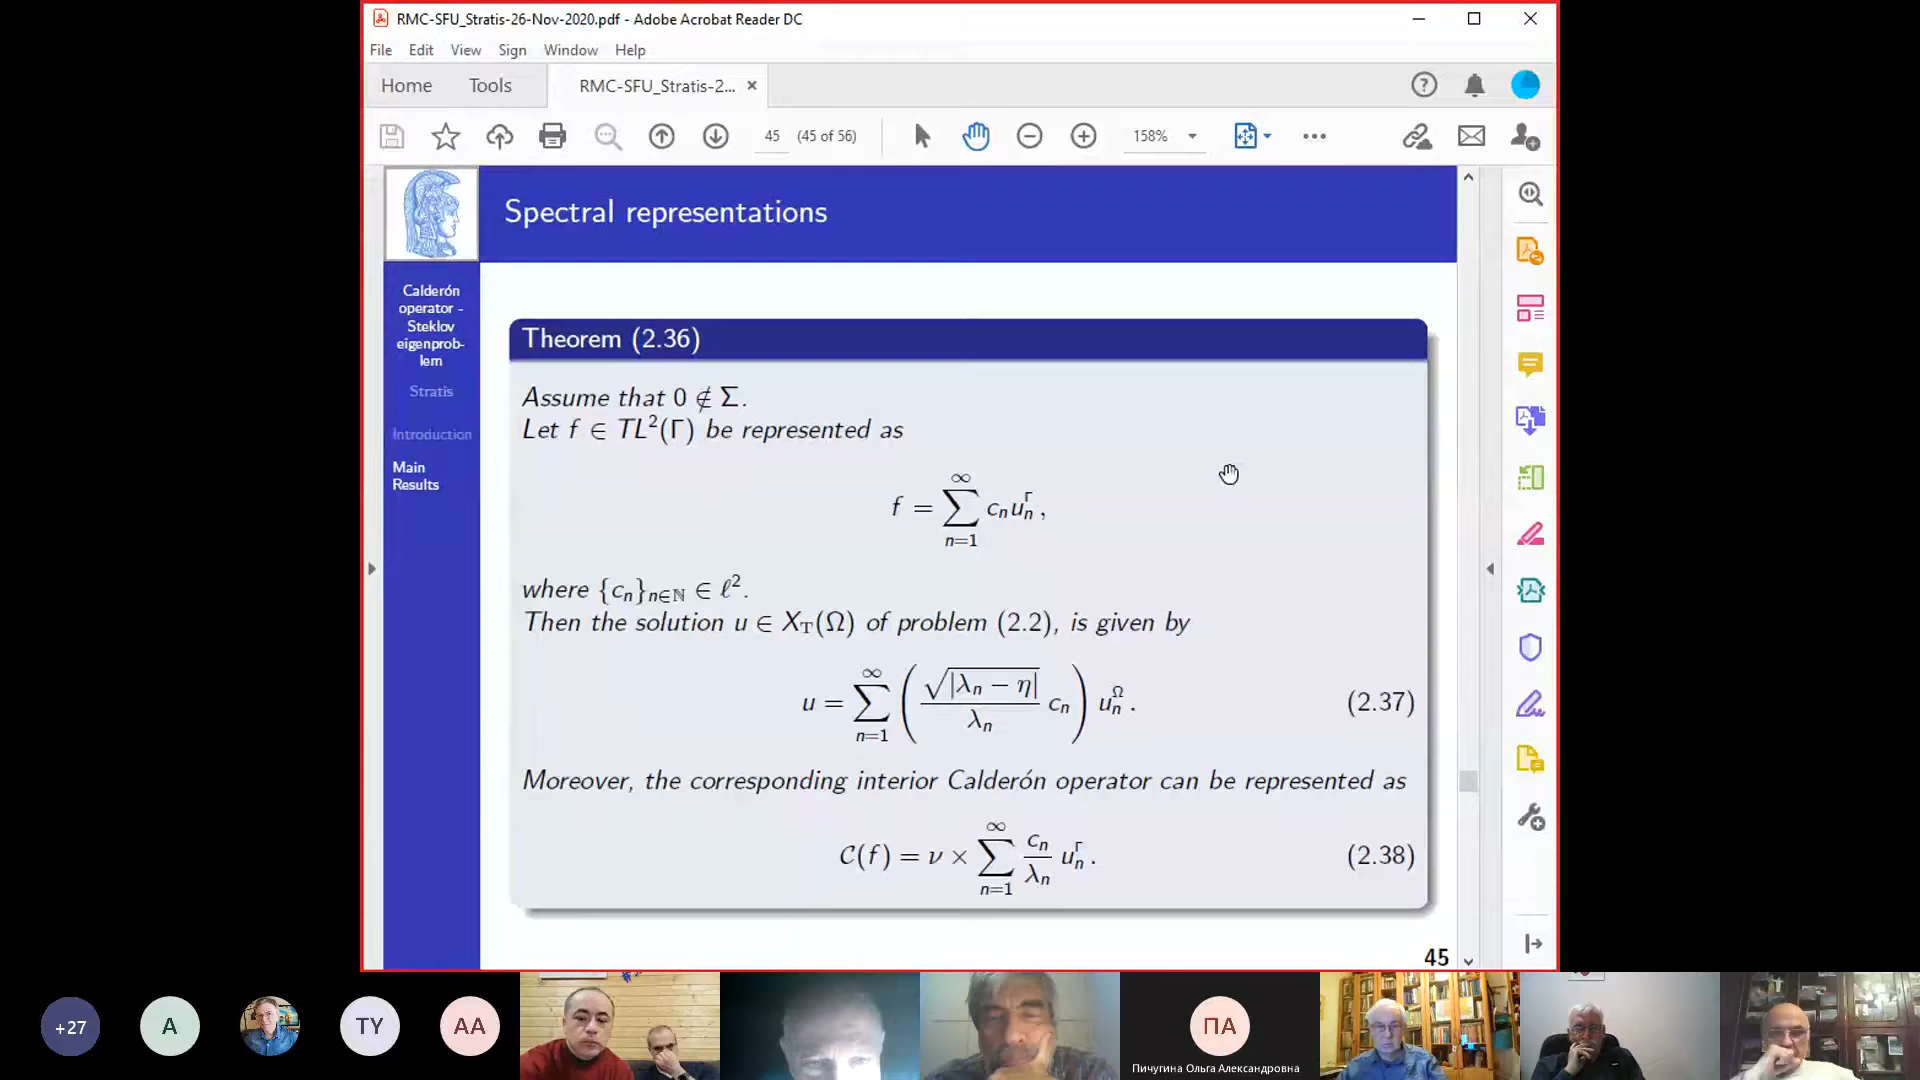 RMC-SFU_Stratis-26-Nov-2020.pdf - Adobe Acrobat Reader DC
File Edit View Sign Window Help
Home Tools RMC-SFU_Stratis-2... ×
45 (45 of 56) 158%
Spectral representations
Calderón
operator -
Steklov
eigenprob-
lem
Stratis
Introduction
Main
Results
Theorem (2.36)
Assume that 0 ∉ Σ.
Let f ∈ TL²(Γ) be represented as
f = ∑_{n=1}^{∞} c_n u_n^Γ ,
where {c_n}_{n∈ℕ} ∈ ℓ².
Then the solution u ∈ X_T(Ω) of problem (2.2), is given by
u = ∑_{n=1}^{∞} ( √|λ_n − η| / λ_n c_n ) u_n^Ω . (2.37)
Moreover, the corresponding interior Calderón operator can be represented as
C(f) = ν × ∑_{n=1}^{∞} c_n / λ_n u_n^Γ . (2.38)
45
+27 A TY AA ПА
Пичугина Ольга Александровна